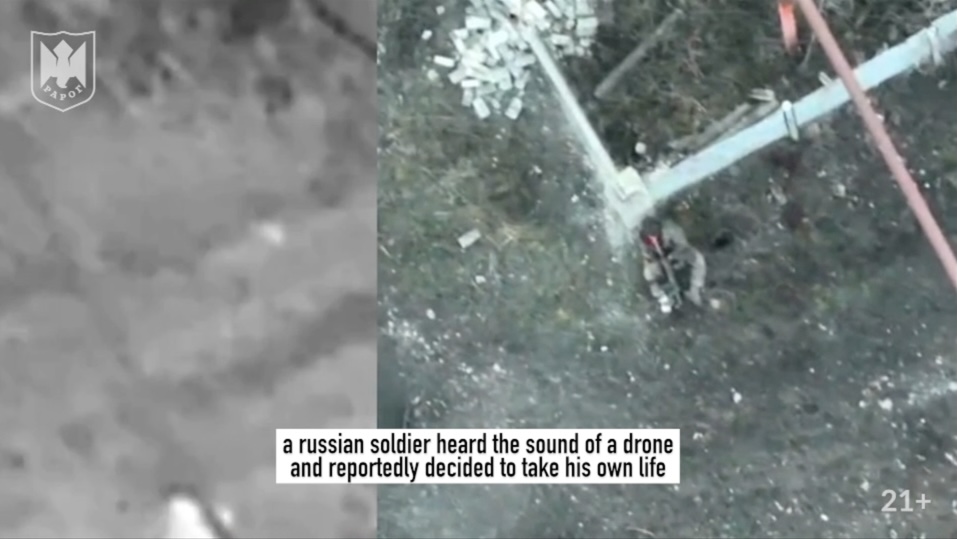 РАРОГ
a russian soldier heard the sound of a drone
and reportedly decided to take his own life
21+